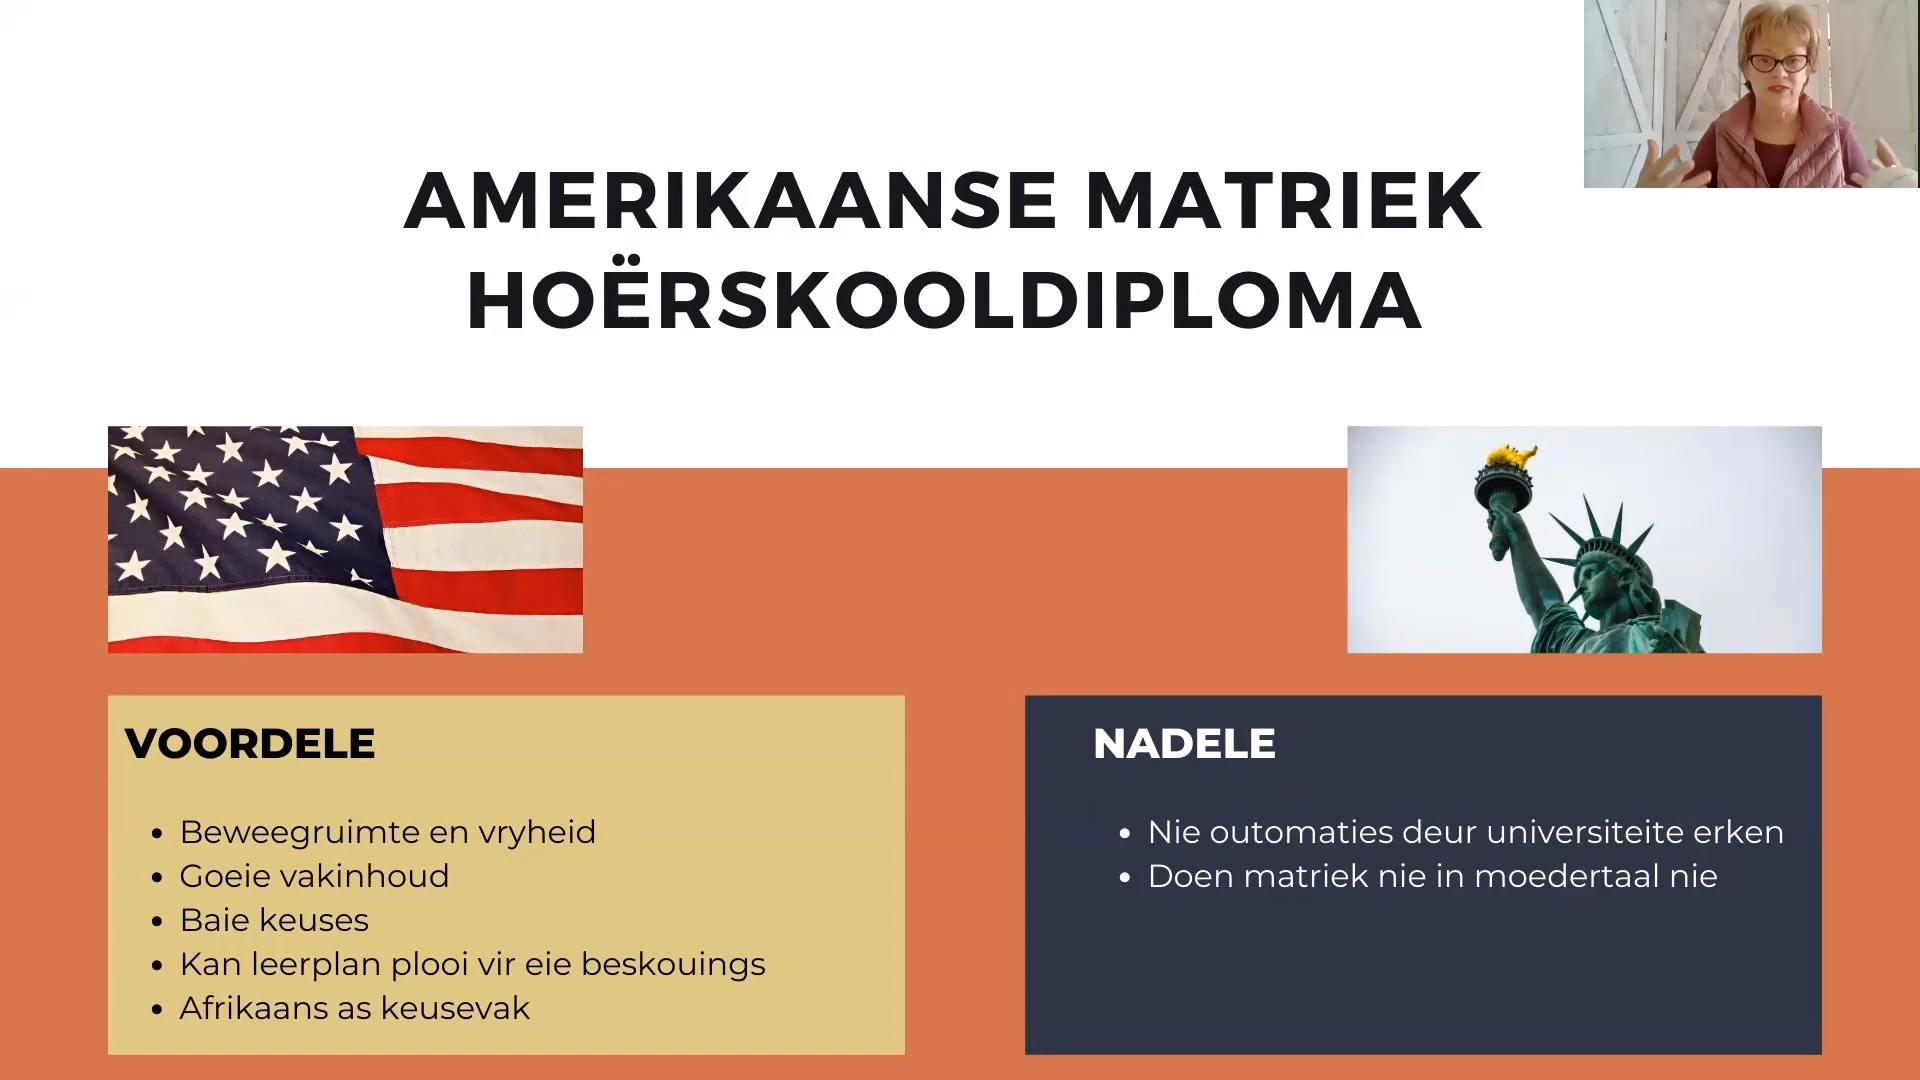 AMERIKAANSE MATRIEK
HOËRSKOOLDIPLOMA
VOORDELE
• Beweegruimte en vryheid
• Goeie vakinhoud
• Baie keuses
• Kan leerplan plooi vir eie beskouings
• Afrikaans as keusevak
NADELE
• Nie outomaties deur universiteite erken
• Doen matriek nie in moedertaal nie